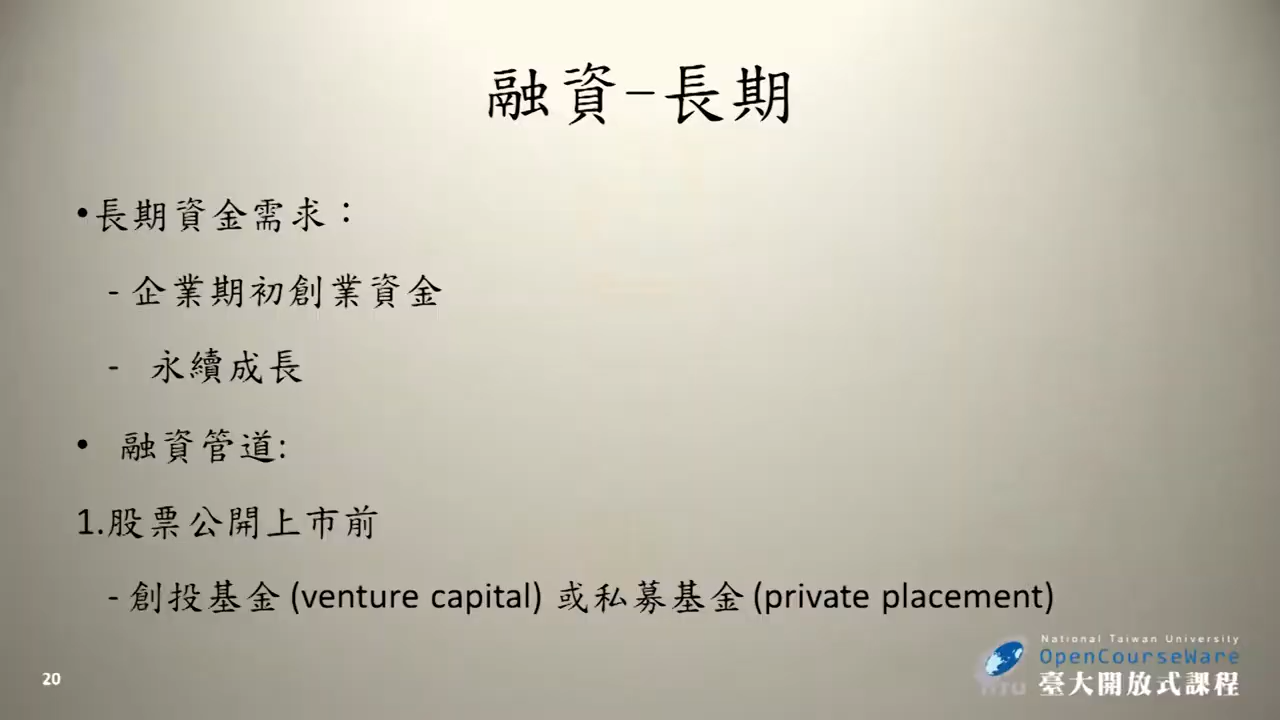 融資-長期
•長期資金需求：
- 企業期初創業資金
- 永續成長
• 融資管道:
1.股票公開上市前
- 創投基金 (venture capital) 或私募基金 (private placement)
National Taiwan University
OpenCourseWare
臺大開放式課程
20